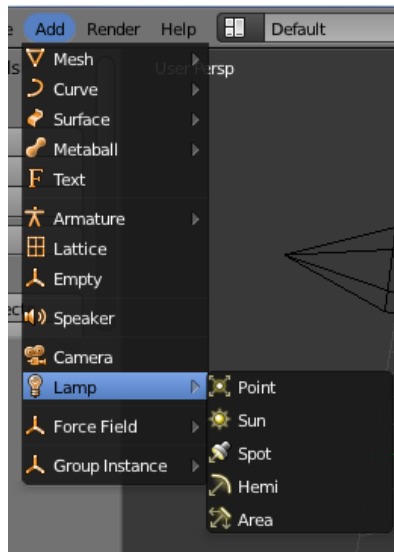 Add Render Help Default
User Persp
Mesh
Curve
Surface
Metaball
Text
Armature
Lattice
Empty
Speaker
Camera
Lamp
Force Field
Group Instance
Point
Sun
Spot
Hemi
Area